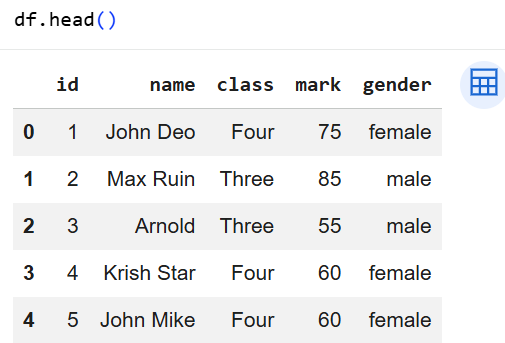 df.head()
id name class mark gender
0 1 John Deo Four 75 female
1 2 Max Ruin Three 85 male
2 3 Arnold Three 55 male
3 4 Krish Star Four 60 female
4 5 John Mike Four 60 female